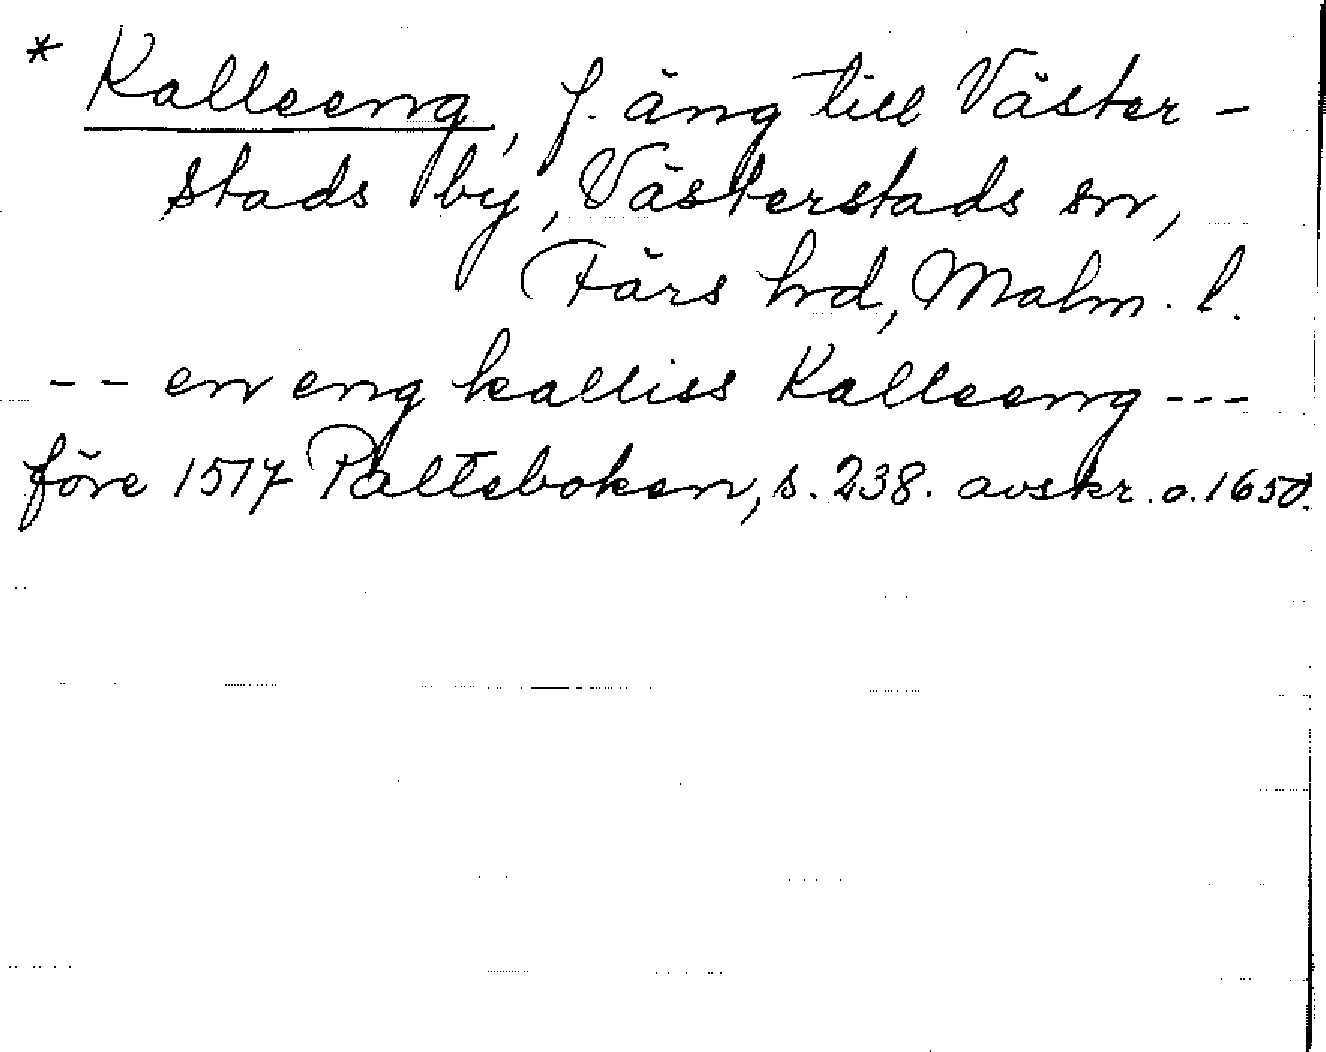 * Kalleeng, f. äng till Väster-
stads by, Västerstads sn,
Färs hd, Malm. l.
-- en eng kalliss Kalleeng ---
före 1517 Palteboken, s. 238. avskr. o. 1650.